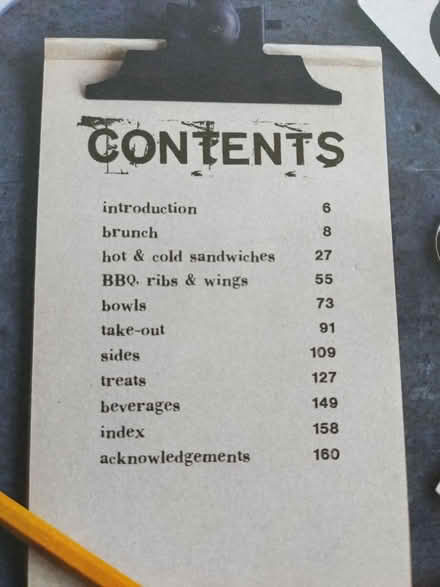 CONTENTS
introduction 6
brunch 8
hot & cold sandwiches 27
BBQ, ribs & wings 55
bowls 73
take-out 91
sides 109
treats 127
beverages 149
index 158
acknowledgements 160